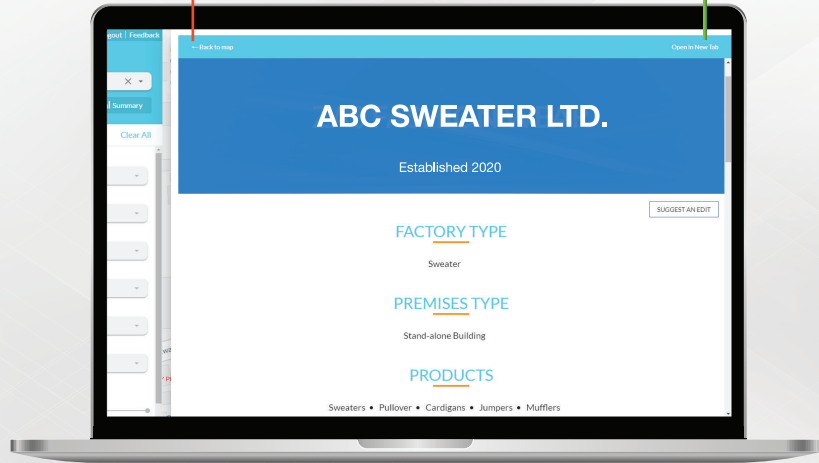 gout | Feedback
← Back to map
Open in New Tab
Summary
Clear All
ABC SWEATER LTD.
Established 2020
SUGGEST AN EDIT
FACTORY TYPE
Sweater
PREMISES TYPE
Stand-alone Building
PRODUCTS
Sweaters • Pullover • Cardigans • Jumpers • Mufflers